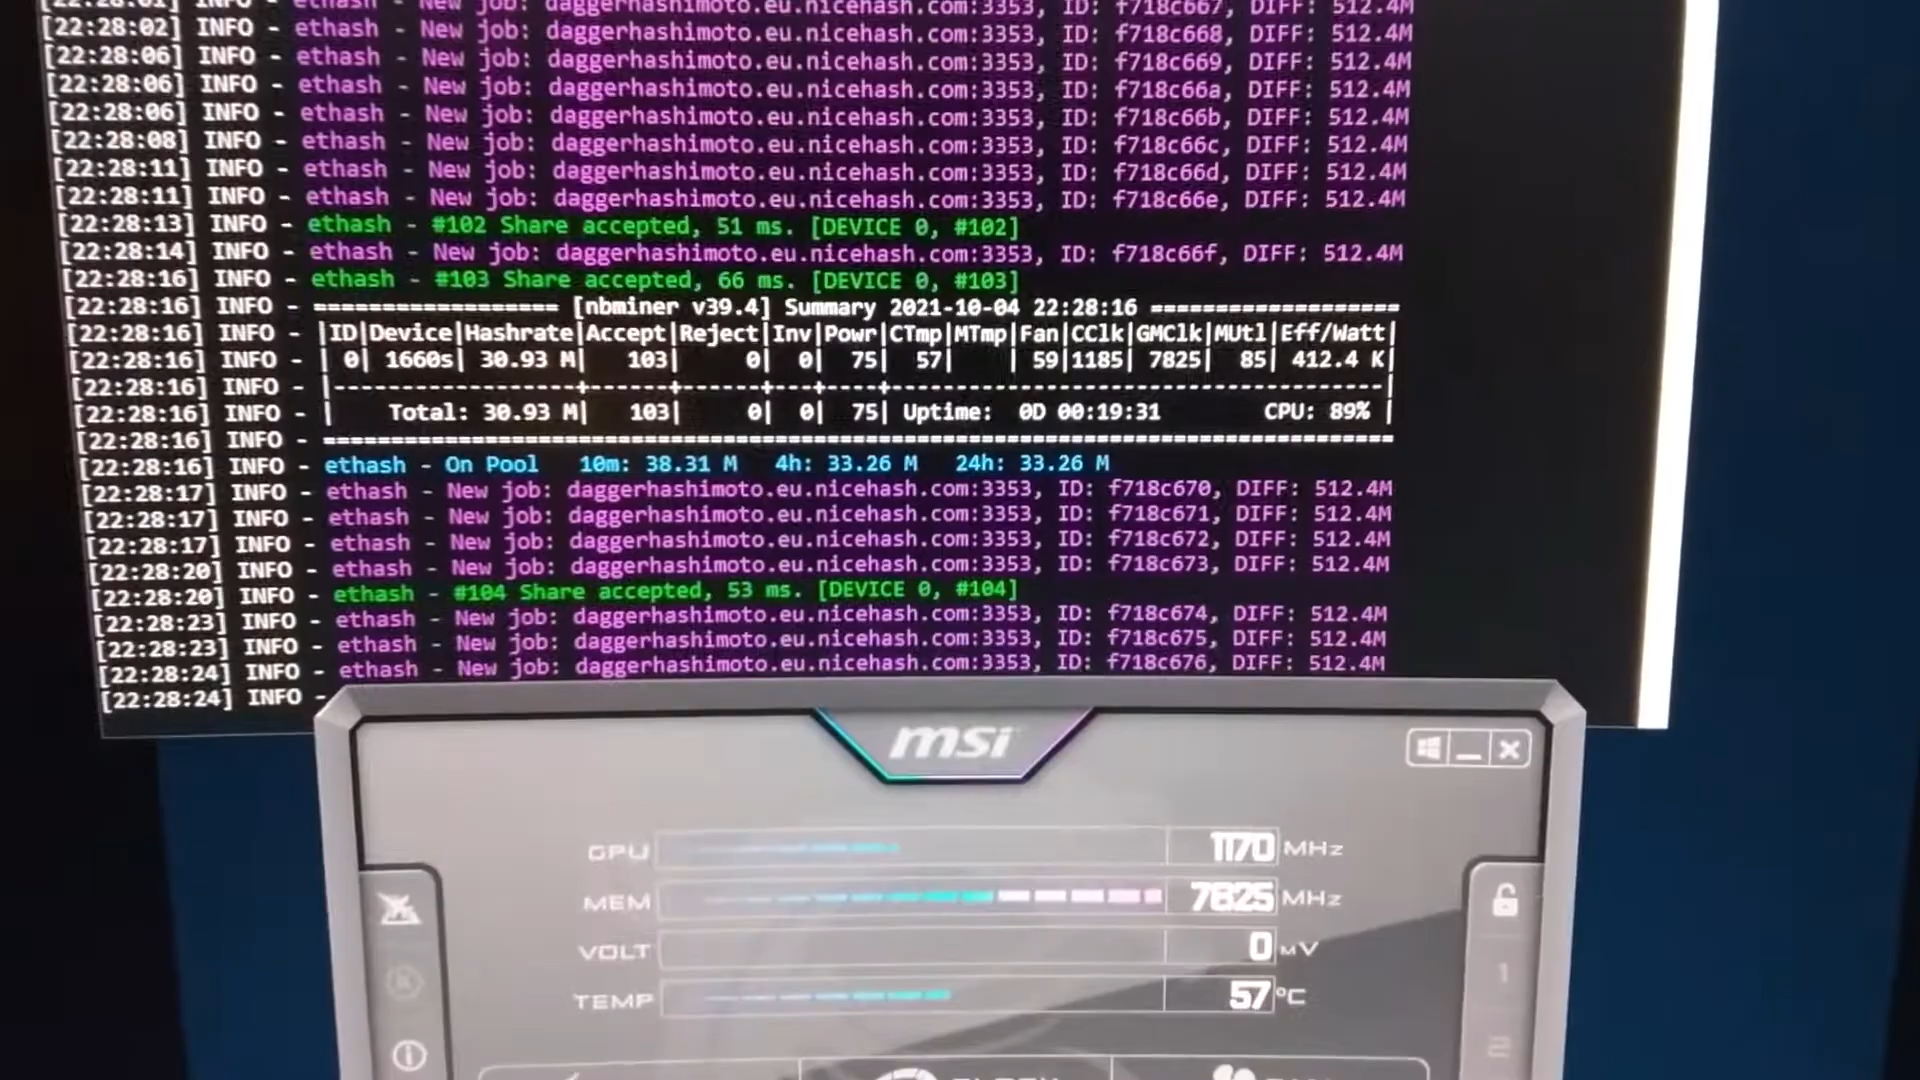 [22:28:01] INFO - ethash - New job: daggerhashimoto.eu.nicehash.com:3353, ID: f718c667, DIFF: 512.4M
[22:28:02] INFO - ethash - New job: daggerhashimoto.eu.nicehash.com:3353, ID: f718c668, DIFF: 512.4M
[22:28:06] INFO - ethash - New job: daggerhashimoto.eu.nicehash.com:3353, ID: f718c669, DIFF: 512.4M
[22:28:06] INFO - ethash - New job: daggerhashimoto.eu.nicehash.com:3353, ID: f718c66a, DIFF: 512.4M
[22:28:06] INFO - ethash - New job: daggerhashimoto.eu.nicehash.com:3353, ID: f718c66b, DIFF: 512.4M
[22:28:08] INFO - ethash - New job: daggerhashimoto.eu.nicehash.com:3353, ID: f718c66c, DIFF: 512.4M
[22:28:11] INFO - ethash - New job: daggerhashimoto.eu.nicehash.com:3353, ID: f718c66d, DIFF: 512.4M
[22:28:11] INFO - ethash - New job: daggerhashimoto.eu.nicehash.com:3353, ID: f718c66e, DIFF: 512.4M
[22:28:13] INFO - ethash - #102 Share accepted, 51 ms. [DEVICE 0, #102]
[22:28:14] INFO - ethash - New job: daggerhashimoto.eu.nicehash.com:3353, ID: f718c66f, DIFF: 512.4M
[22:28:16] INFO - ethash - #103 Share accepted, 66 ms. [DEVICE 0, #103]
[22:28:16] INFO - =================== [nbminer v39.4] Summary 2021-10-04 22:28:16 ===================
[22:28:16] INFO - |ID|Device|Hashrate|Accept|Reject|Inv|Powr|CTmp|MTmp|Fan|CClk|GMClk|MUtl|Eff/Watt|
[22:28:16] INFO - | 0| 1660s| 30.93 M| 103| 0| 0| 75| 57| | 59|1185| 7825| 85| 412.4 K|
[22:28:16] INFO - |-------------------+------+------+---+----+-------------------------------------|
[22:28:16] INFO - | Total: 30.93 M| 103| 0| 0| 75| Uptime: 0D 00:19:31 CPU: 89% |
[22:28:16] INFO - ================================================================================
[22:28:16] INFO - ethash - On Pool 10m: 38.31 M 4h: 33.26 M 24h: 33.26 M
[22:28:17] INFO - ethash - New job: daggerhashimoto.eu.nicehash.com:3353, ID: f718c670, DIFF: 512.4M
[22:28:17] INFO - ethash - New job: daggerhashimoto.eu.nicehash.com:3353, ID: f718c671, DIFF: 512.4M
[22:28:17] INFO - ethash - New job: daggerhashimoto.eu.nicehash.com:3353, ID: f718c672, DIFF: 512.4M
[22:28:20] INFO - ethash - New job: daggerhashimoto.eu.nicehash.com:3353, ID: f718c673, DIFF: 512.4M
[22:28:20] INFO - ethash - #104 Share accepted, 53 ms. [DEVICE 0, #104]
[22:28:23] INFO - ethash - New job: daggerhashimoto.eu.nicehash.com:3353, ID: f718c674, DIFF: 512.4M
[22:28:23] INFO - ethash - New job: daggerhashimoto.eu.nicehash.com:3353, ID: f718c675, DIFF: 512.4M
[22:28:24] INFO - ethash - New job: daggerhashimoto.eu.nicehash.com:3353, ID: f718c676, DIFF: 512.4M
[22:28:24] INFO -
msi
GPU 1170 MHz
MEM 7825 MHz
VOLT 0 mV
TEMP 57 °C
1
2